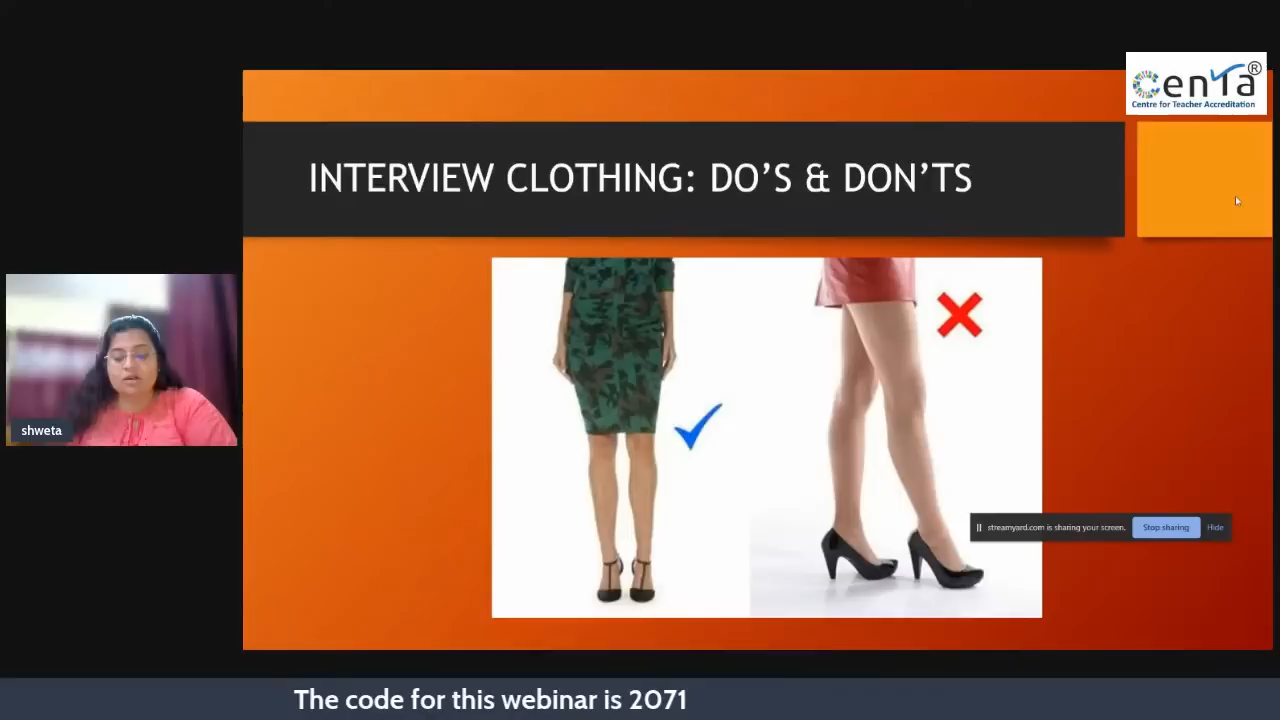 CENTA®
Centre for Teacher Accreditation
INTERVIEW CLOTHING: DO’S & DON’TS
shweta
streamyard.com is sharing your screen. Stop sharing Hide
The code for this webinar is 2071